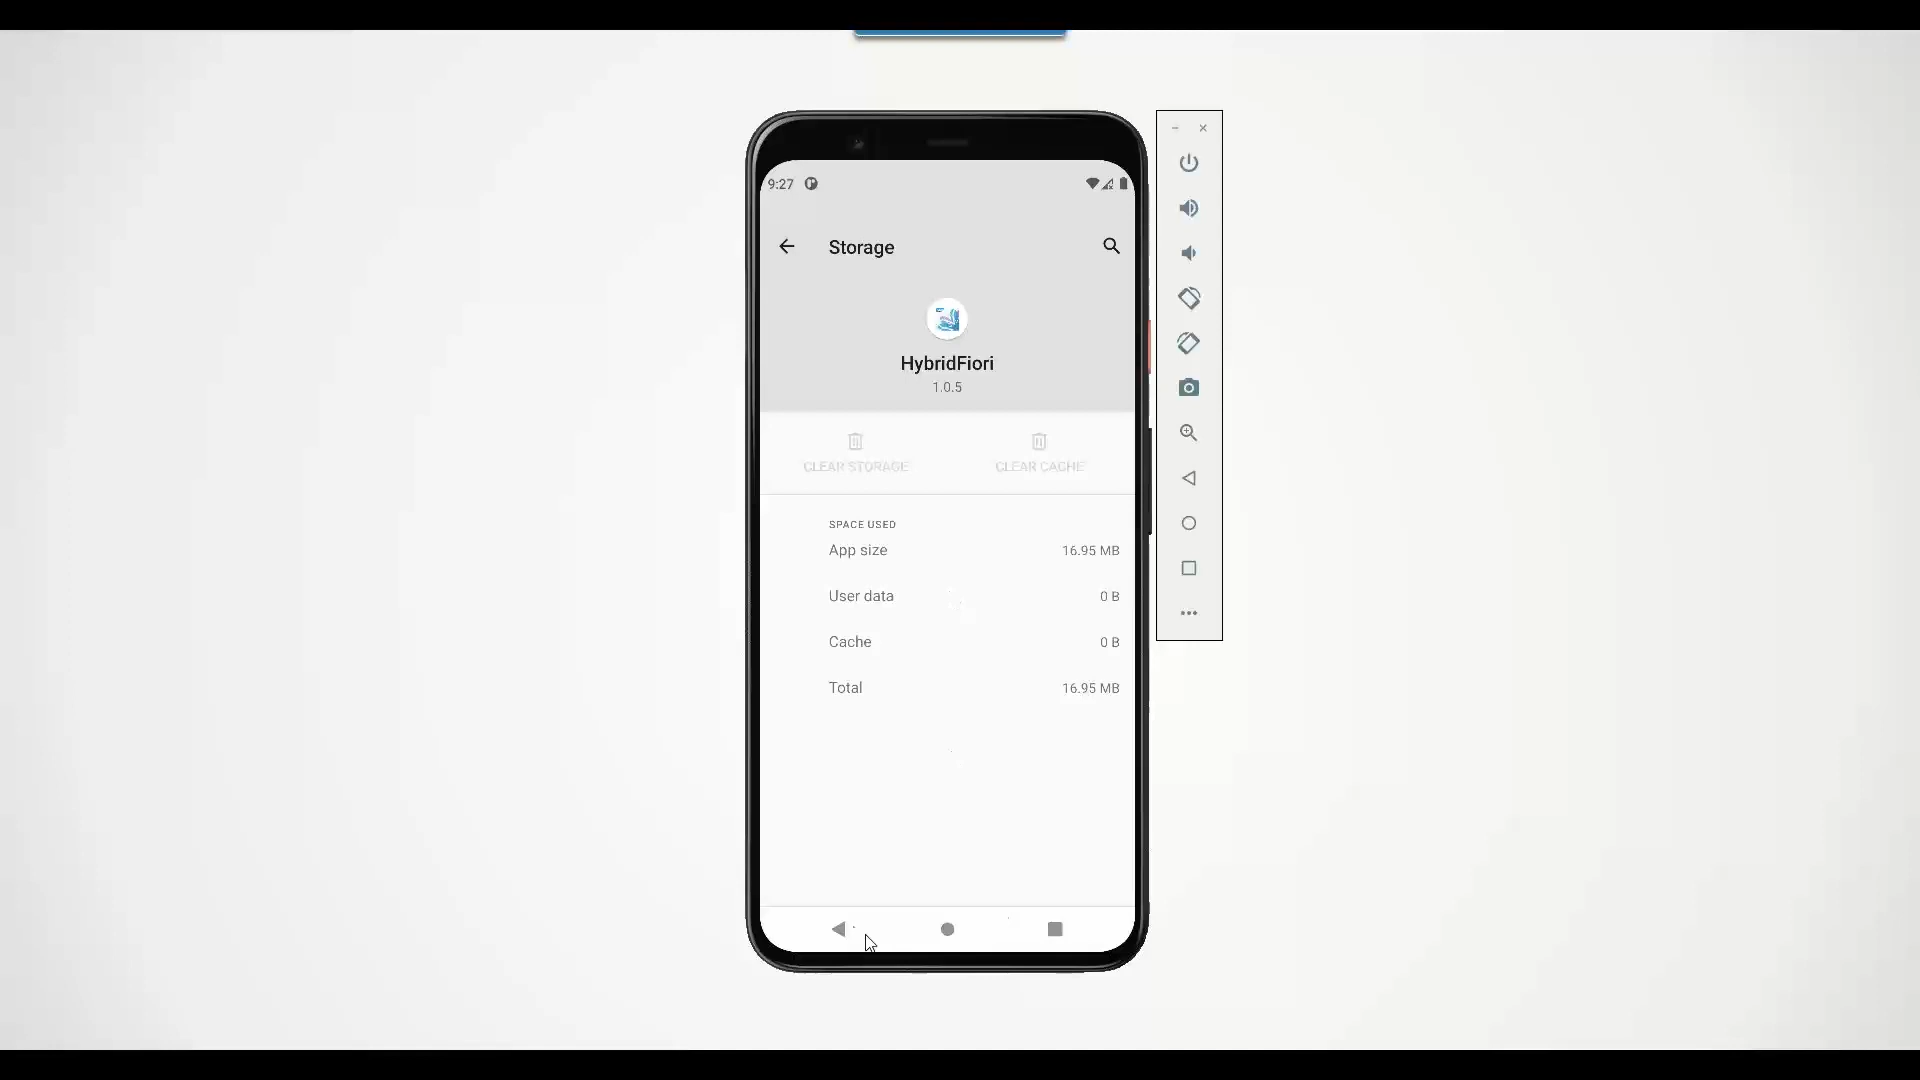 9:27
Storage
HybridFiori
1.0.5
CLEAR STORAGE
CLEAR CACHE
SPACE USED
App size 16.95 MB
User data 0 B
Cache 0 B
Total 16.95 MB